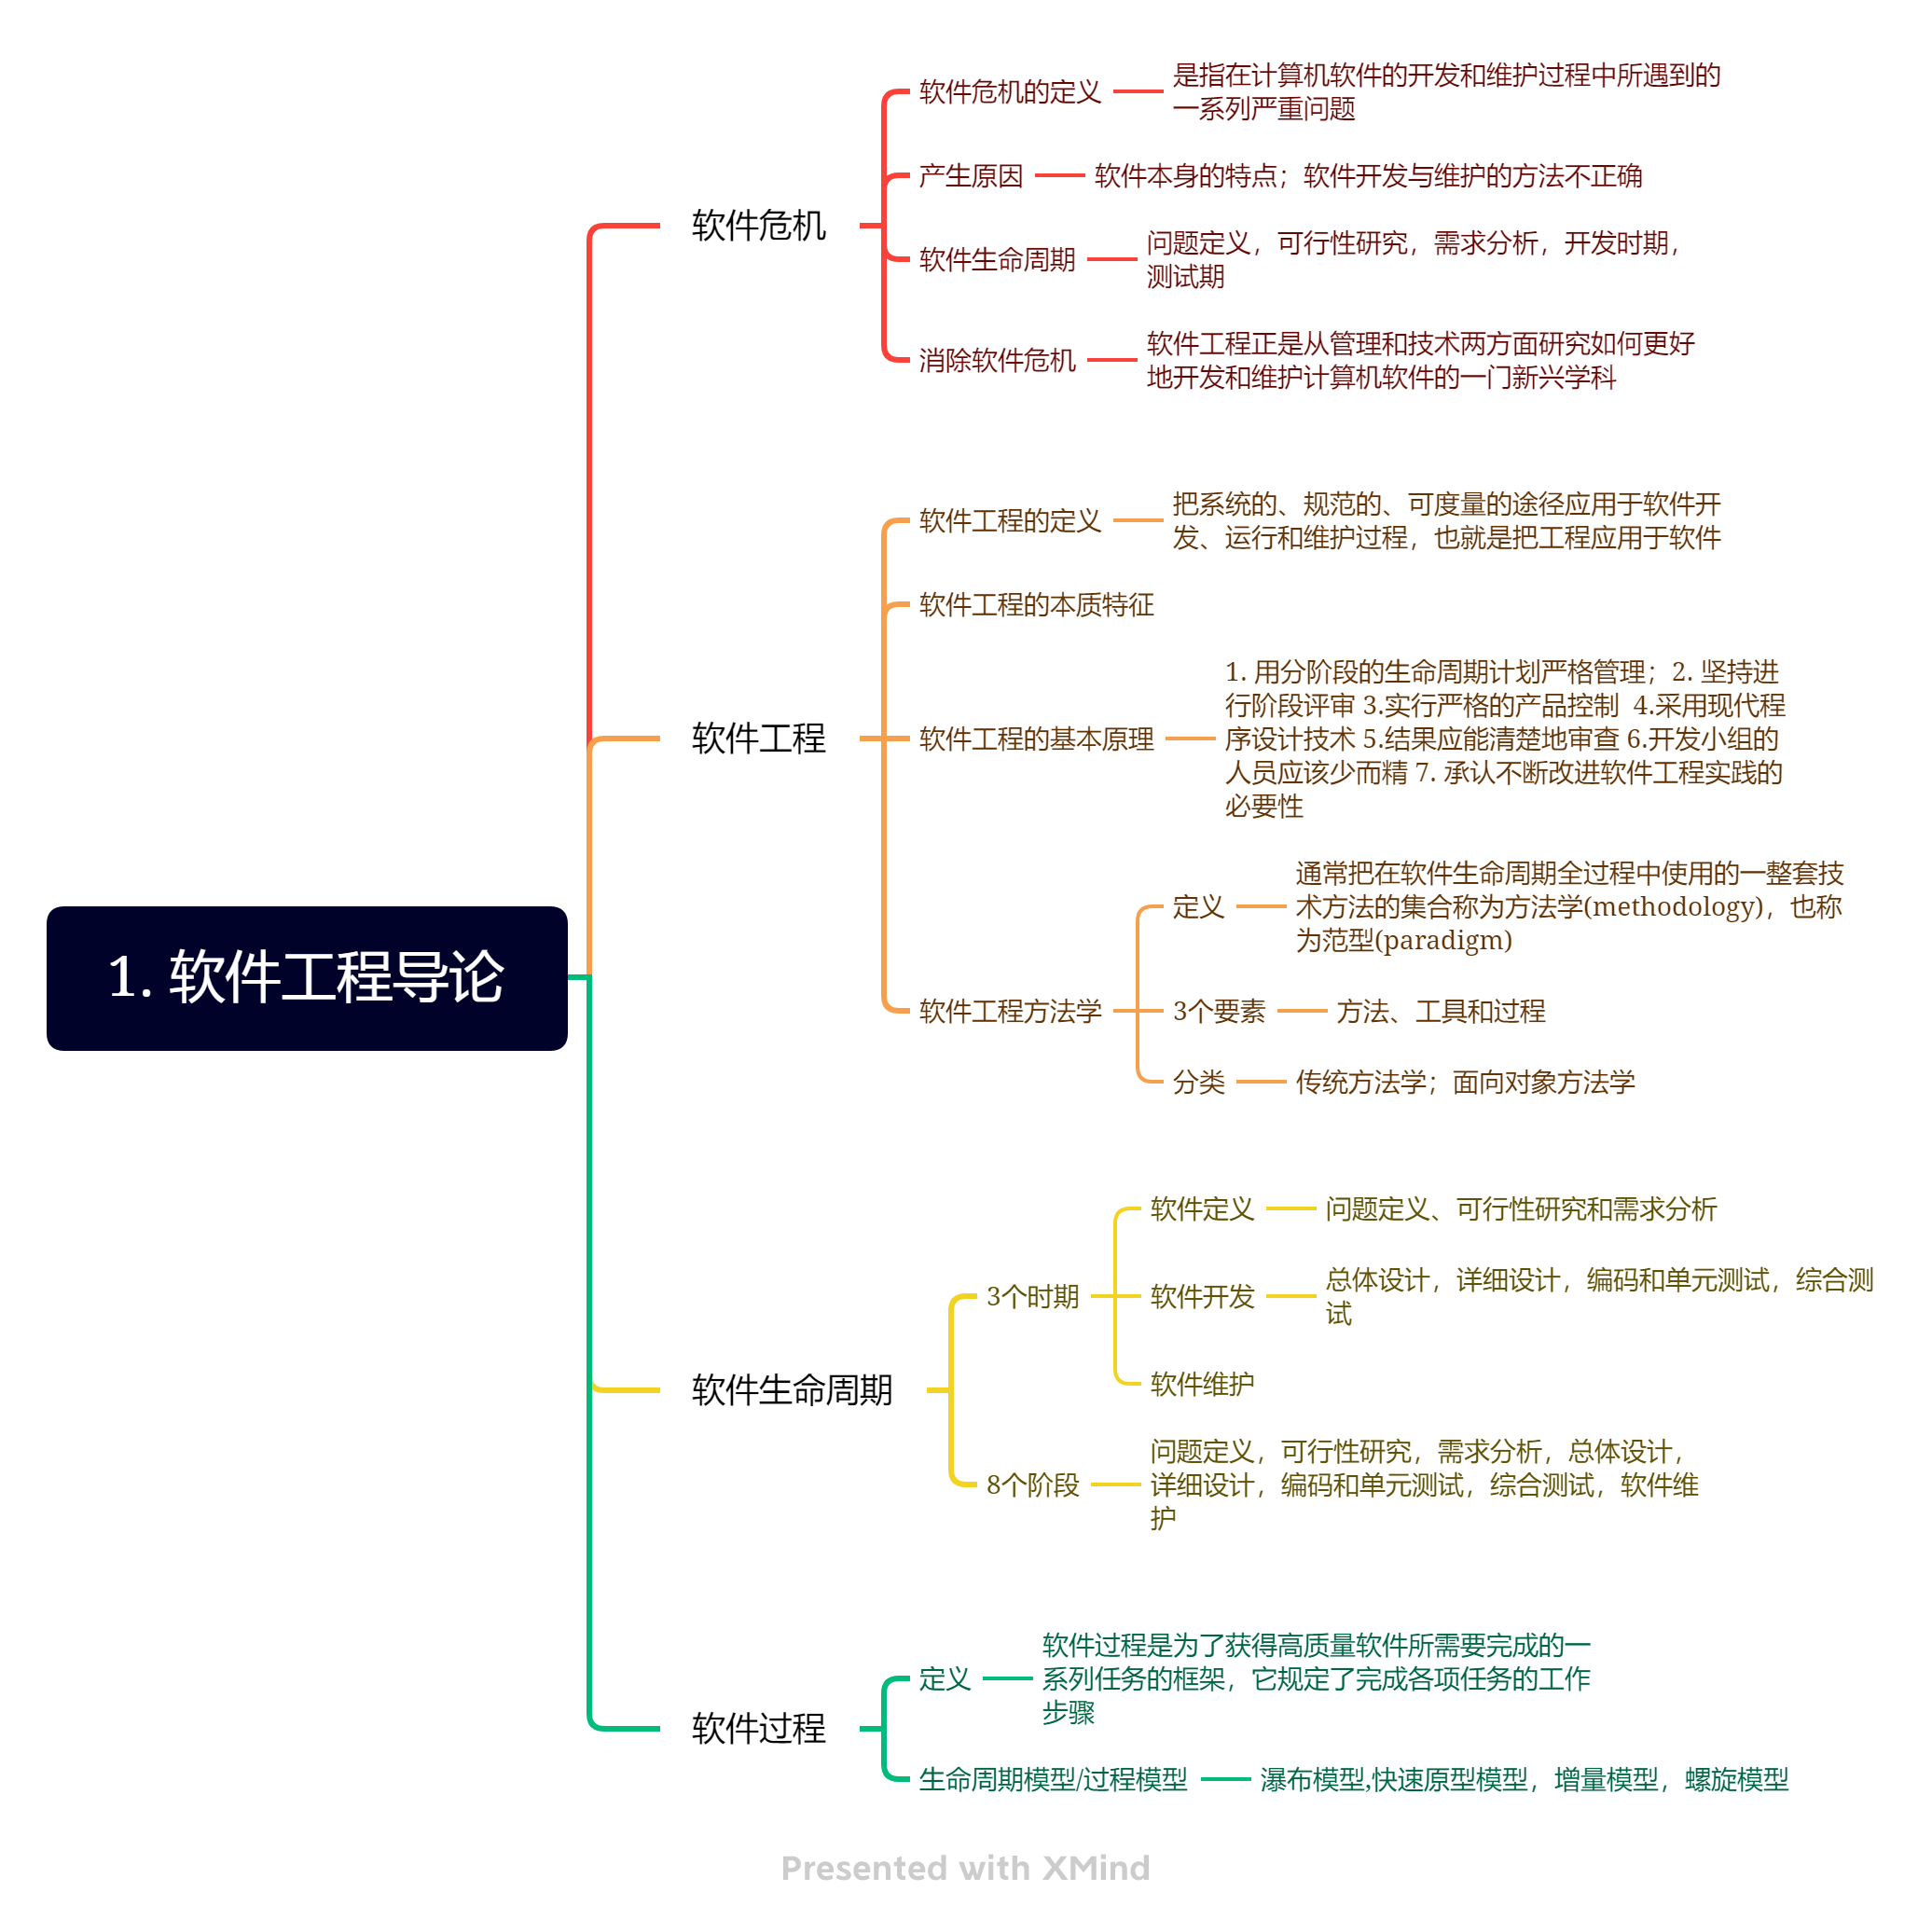 1. 软件工程导论
软件危机
软件危机的定义
是指在计算机软件的开发和维护过程中所遇到的
一系列严重问题
产生原因
软件本身的特点；软件开发与维护的方法不正确
软件生命周期
问题定义，可行性研究，需求分析，开发时期，
测试期
消除软件危机
软件工程正是从管理和技术两方面研究如何更好
地开发和维护计算机软件的一门新兴学科
软件工程
软件工程的定义
把系统的、规范的、可度量的途径应用于软件开
发、运行和维护过程，也就是把工程应用于软件
软件工程的本质特征
软件工程的基本原理
1. 用分阶段的生命周期计划严格管理；2. 坚持进
行阶段评审 3.实行严格的产品控制  4.采用现代程
序设计技术 5.结果应能清楚地审查 6.开发小组的
人员应该少而精 7. 承认不断改进软件工程实践的
必要性
软件工程方法学
定义
通常把在软件生命周期全过程中使用的一整套技
术方法的集合称为方法学(methodology)，也称
为范型(paradigm)
3个要素
方法、工具和过程
分类
传统方法学；面向对象方法学
软件生命周期
3个时期
软件定义
问题定义、可行性研究和需求分析
软件开发
总体设计，详细设计，编码和单元测试，综合测
试
软件维护
8个阶段
问题定义，可行性研究，需求分析，总体设计，
详细设计，编码和单元测试，综合测试，软件维
护
软件过程
定义
软件过程是为了获得高质量软件所需要完成的一
系列任务的框架，它规定了完成各项任务的工作
步骤
生命周期模型/过程模型
瀑布模型,快速原型模型，增量模型，螺旋模型
Presented with XMind